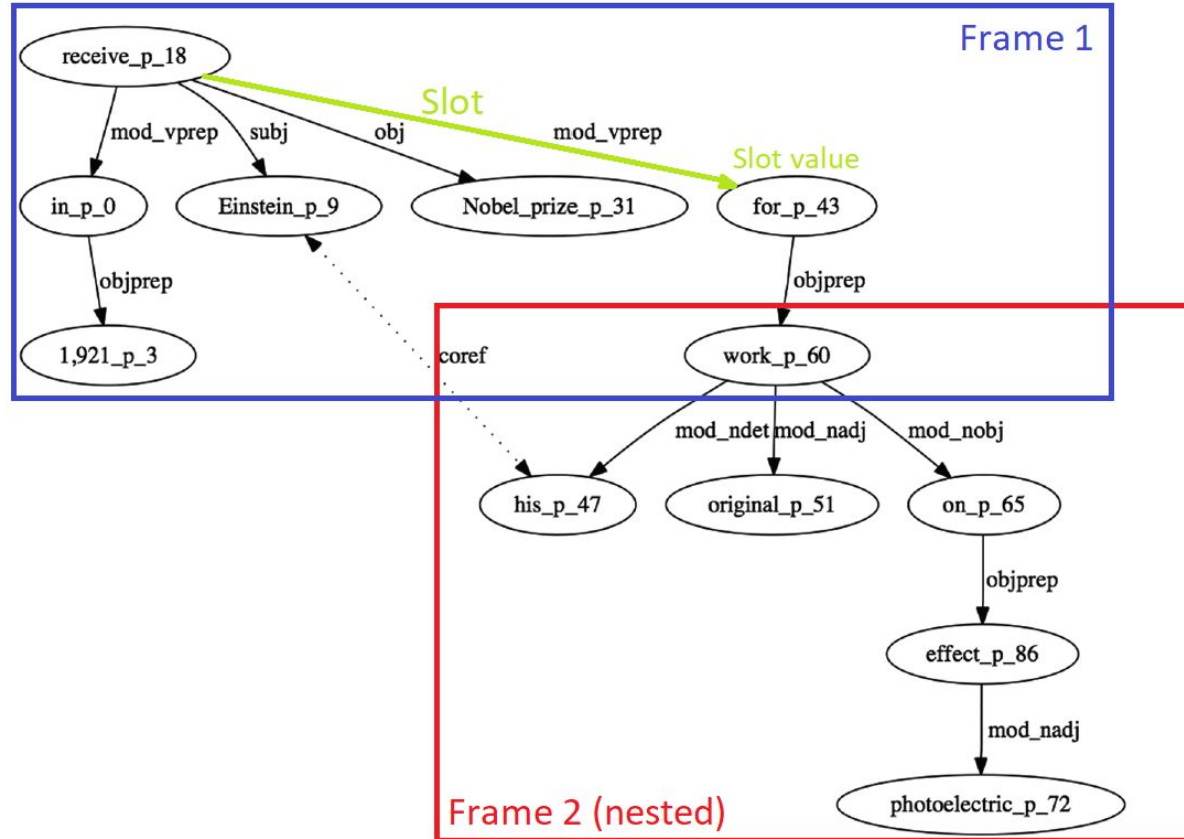 Frame 1
receive_p_18
Slot
mod_vprep
subj
obj
mod_vprep
Slot value
in_p_0
Einstein_p_9
Nobel_prize_p_31
for_p_43
objprep
objprep
1,921_p_3
coref
work_p_60
mod_ndet
mod_nadj
mod_nobj
his_p_47
original_p_51
on_p_65
objprep
effect_p_86
mod_nadj
photoelectric_p_72
Frame 2 (nested)